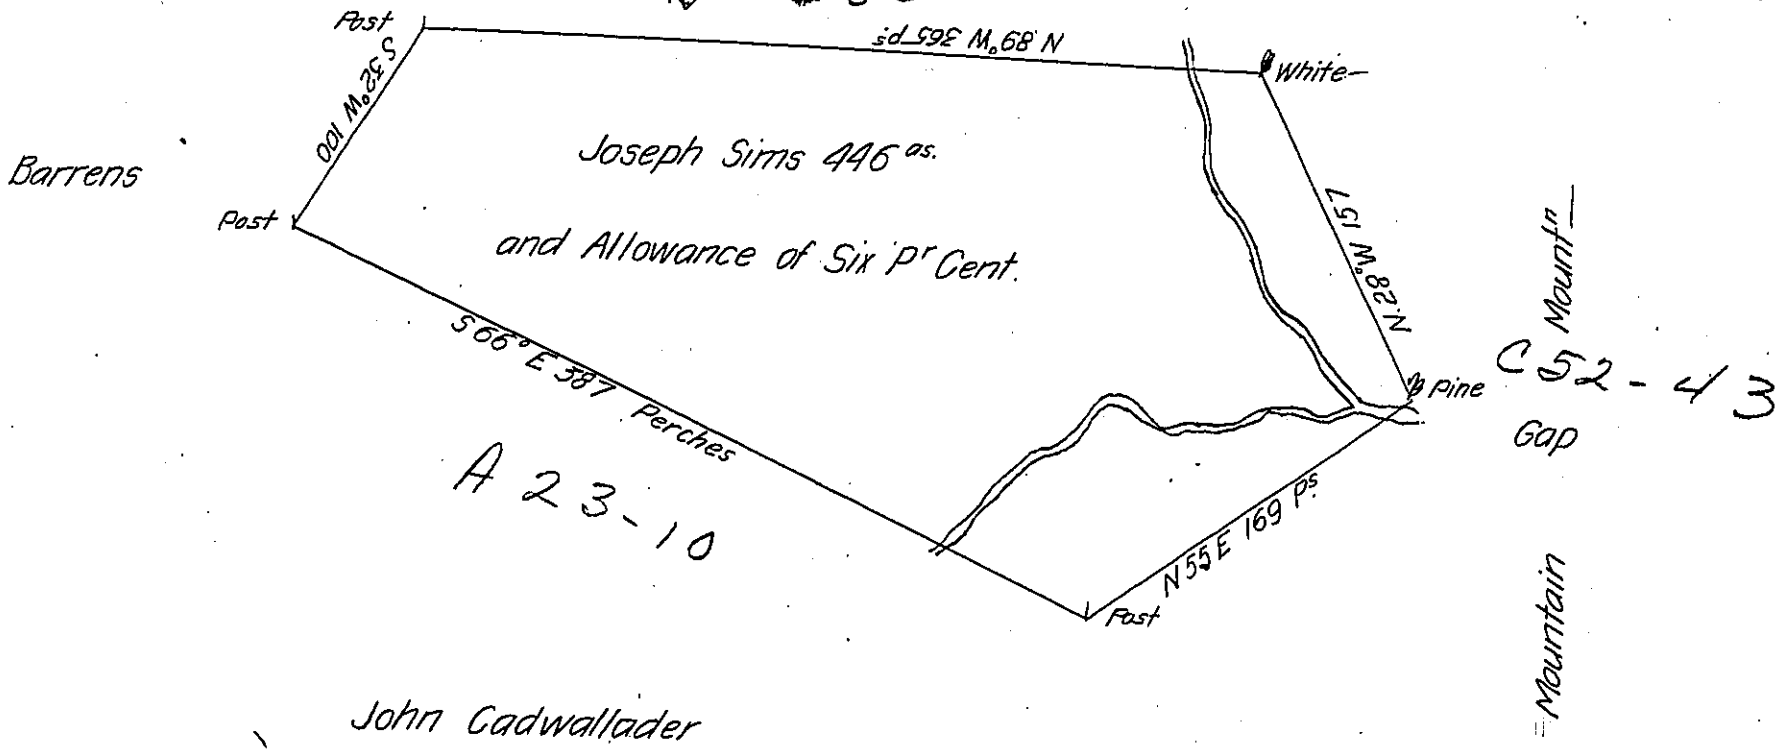 Post
N 89°W 365 ps.
White-
S 32°W 100
Joseph Sims 446 as.
Barrens
Post
and Allowance of Six Pr Cent.
N 28°W 157
Mount'n
C 52-43
Pine
Gap
S 66° E 387 Perches
A 23-10
N 55 E 169 Ps.
Post
Mountain
John Cadwallader